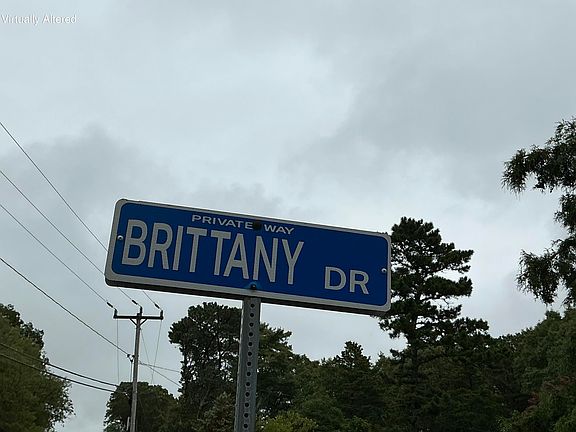 Virtually Altered
PRIVATE WAY
BRITTANY DR